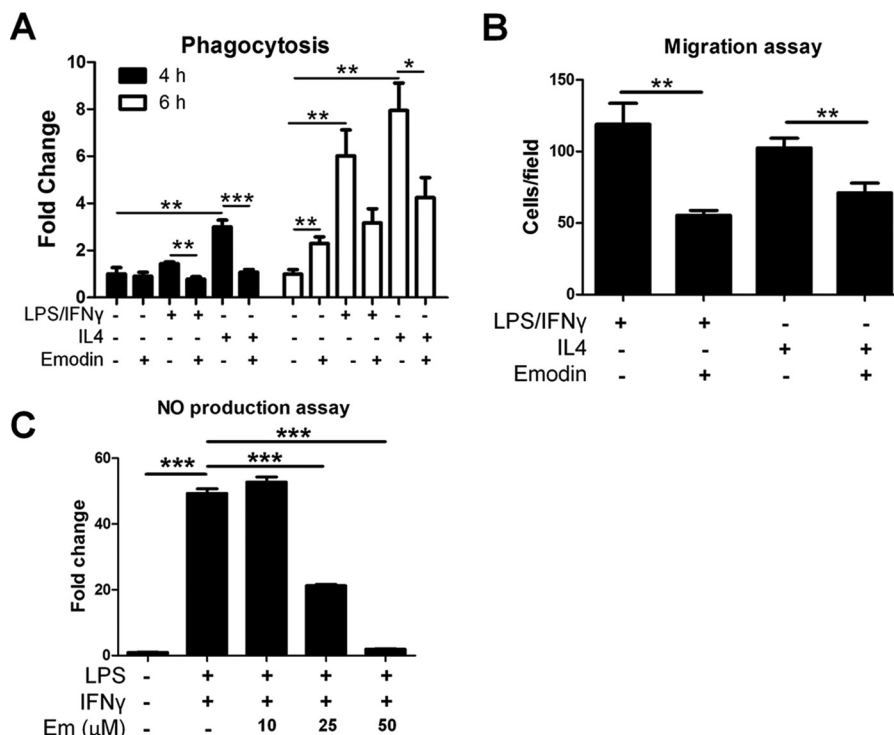 A
Phagocytosis
10
8
6
4
2
0
Fold Change
4 h
6 h
** ** *** ** ** ** *
LPS/IFNγ - - + + - - - - + + - -
IL4 - - - - + + - - - - + +
Emodin - + - + - + - + - + - +
B
Migration assay
150
100
50
0
Cells/field
** **
LPS/IFNγ + + - -
IL4 - - + +
Emodin - + - +
C
NO production assay
60
40
20
0
Fold change
*** *** ***
LPS - + + + +
IFNγ - + + + +
Em (μM) - - 10 25 50